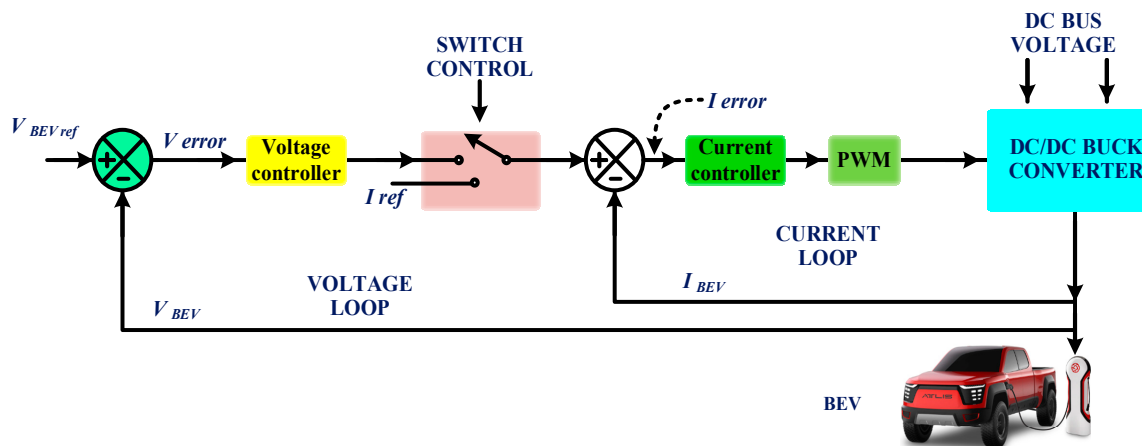 DC BUS
VOLTAGE
SWITCH
CONTROL
I error
V BEV ref
V error
Voltage
controller
Current
controller
PWM
DC/DC BUCK
CONVERTER
I ref
CURRENT
LOOP
VOLTAGE
LOOP
I BEV
V BEV
BEV
ATLIS